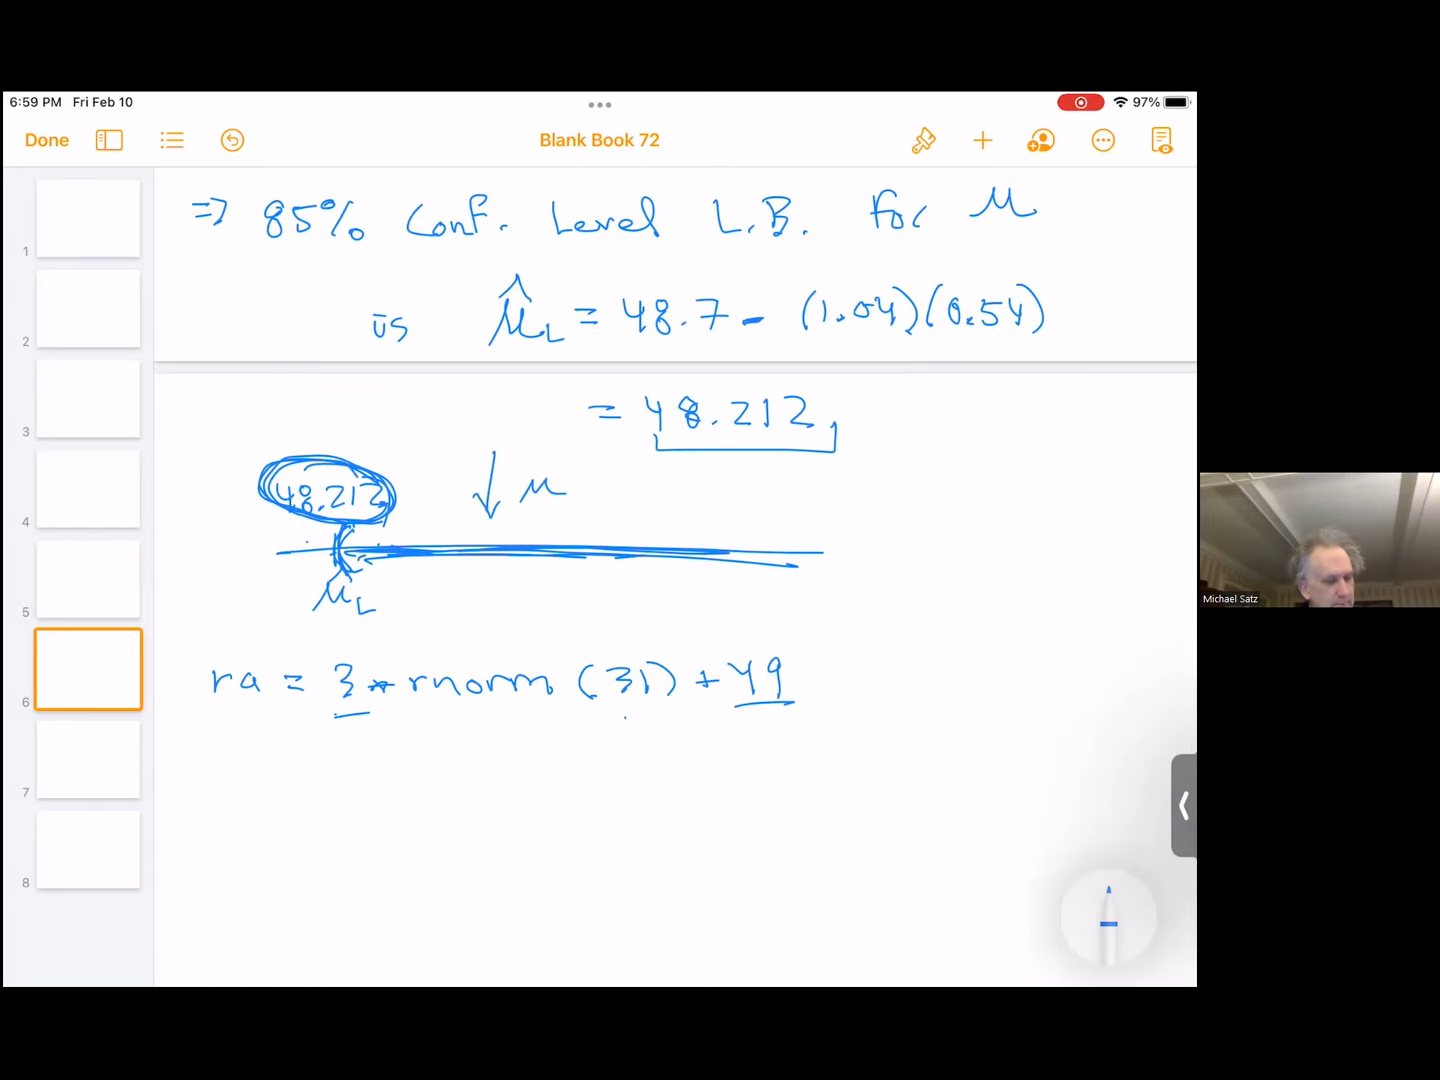 6:59 PM Fri Feb 10
97%
Done
Blank Book 72
⇒ 85% Conf. Level L.B. for μ
is μ̂_L = 48.7 - (1.04)(0.54)
= 48.212
48.212
↓ μ
μ_L
ra = 3 * rnorm (31) + 49
1
2
3
4
5
6
7
8
Michael Satz